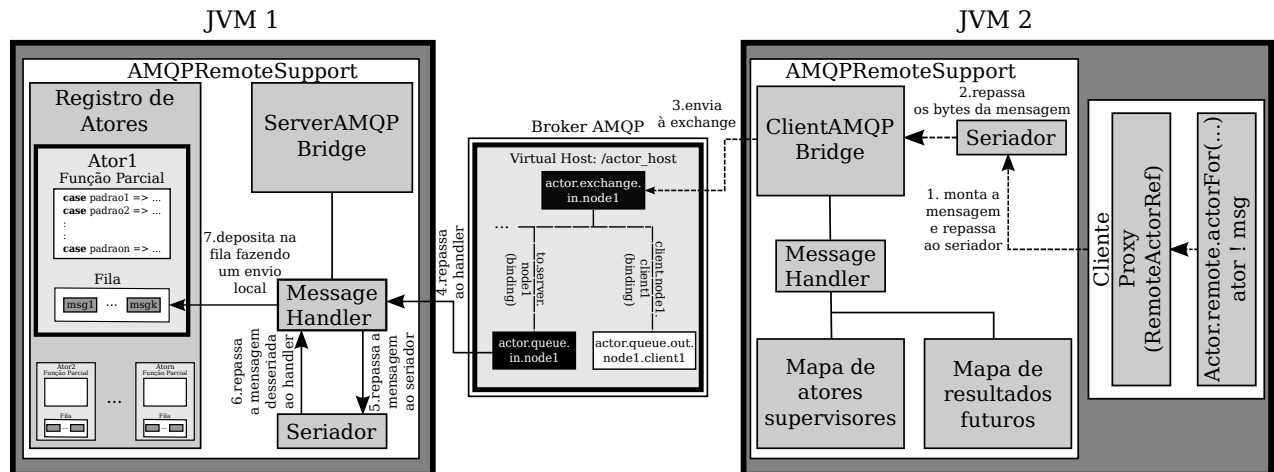 JVM 1
AMQPRemoteSupport
Registro de
Atores
Ator1
Função Parcial
case padrao1 => ...
case padrao2 => ...
:
:
case padraon => ...
Fila
msg1 ... msgk
Ator2
Função Parcial
Fila
...
...
Atorn
Função Parcial
Fila
...
ServerAMQP
Bridge
7.deposita na
fila fazendo
um envio
local
Message
Handler
6.repassa
a mensagem
desseriada
ao handler
5.repassa a
mensagem
ao seriador
Seriador
4.repassa
ao handler
Broker AMQP
Virtual Host: /actor_host
actor.exchange.
in.node1
...
to.server.
node1
(binding)
client.node1.
client1
(binding)
actor.queue.
in.node1
actor.queue.out.
node1.client1
3.envia
à exchange
JVM 2
AMQPRemoteSupport
ClientAMQP
Bridge
2.repassa
os bytes da mensagem
Seriador
1. monta a
mensagem
e repassa
ao seriador
Message
Handler
Mapa de
atores
supervisores
Mapa de
resultados
futuros
Cliente
Proxy
(RemoteActorRef)
Actor.remote.actorFor(...)
ator ! msg